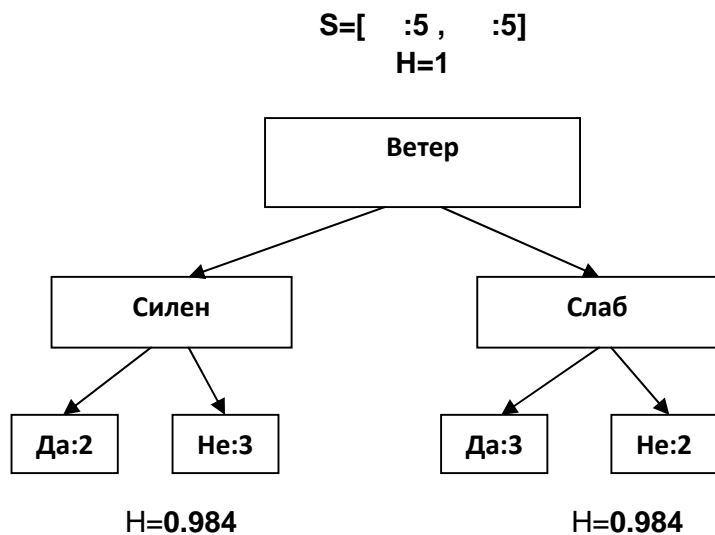 S=[ :5 , :5]
H=1
Ветер
Силен Слаб
Да:2 Не:3 Да:3 Не:2
H=0.984 H=0.984